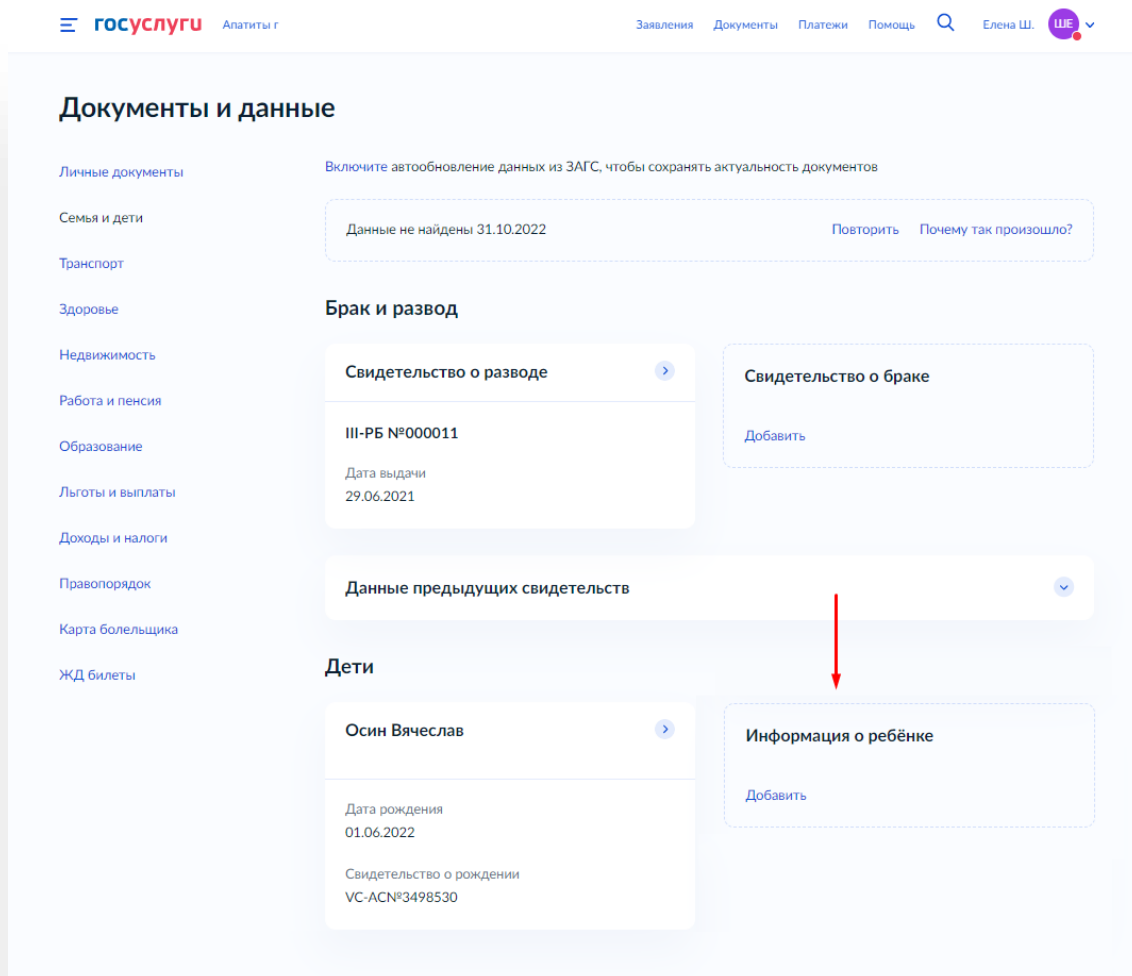 госуслуги Апатиты г Заявления Документы Платежи Помощь Елена Ш. ШЕ
Документы и данные
Личные документы
Семья и дети
Транспорт
Здоровье
Недвижимость
Работа и пенсия
Образование
Льготы и выплаты
Доходы и налоги
Правопорядок
Карта болельщика
ЖД билеты
Включите автообновление данных из ЗАГС, чтобы сохранять актуальность документов
Данные не найдены 31.10.2022 Повторить Почему так произошло?
Брак и развод
Свидетельство о разводе
III-РБ №000011
Дата выдачи
29.06.2021
Свидетельство о браке
Добавить
Данные предыдущих свидетельств
Дети
Осин Вячеслав
Дата рождения
01.06.2022
Свидетельство о рождении
VC-АС№3498530
Информация о ребёнке
Добавить